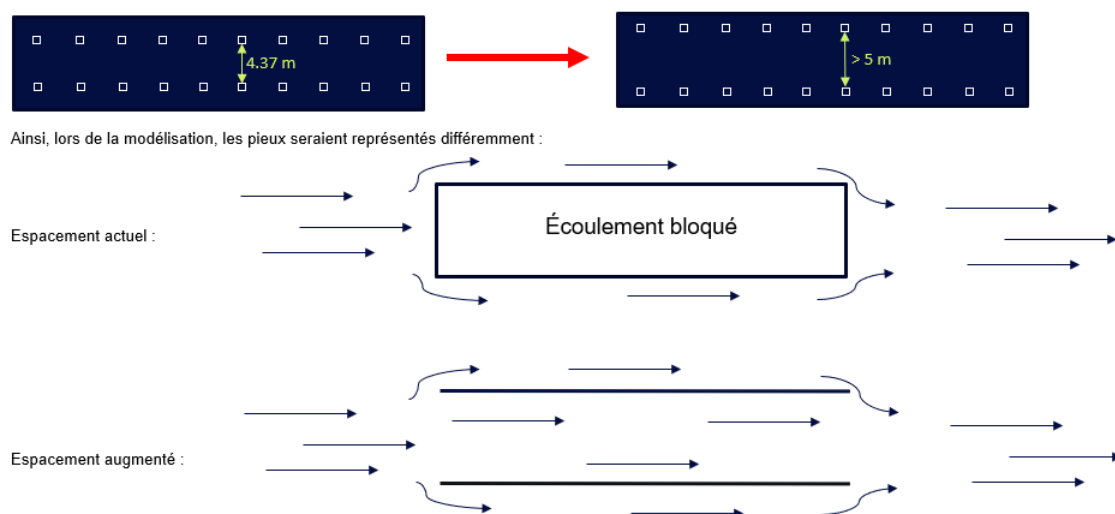 4.37 m
> 5 m
Ainsi, lors de la modélisation, les pieux seraient représentés différemment :
Écoulement bloqué
Espacement actuel :
Espacement augmenté :